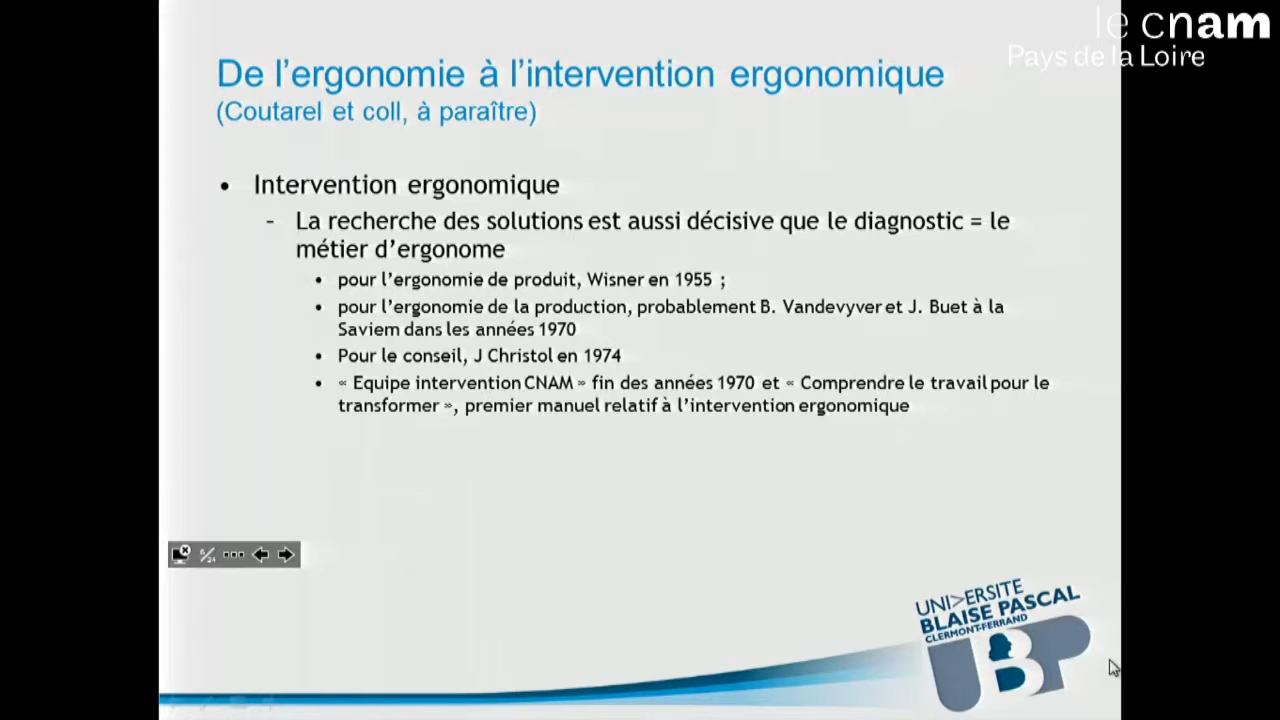 le cnam
Pays de la Loire
De l’ergonomie à l’intervention ergonomique
(Coutarel et coll, à paraître)
• Intervention ergonomique
- La recherche des solutions est aussi décisive que le diagnostic = le
métier d’ergonome
• pour l’ergonomie de produit, Wisner en 1955 ;
• pour l’ergonomie de la production, probablement B. Vandevyver et J. Buet à la
Saviem dans les années 1970
• Pour le conseil, J Christol en 1974
• « Equipe intervention CNAM » fin des années 1970 et « Comprendre le travail pour le
transformer », premier manuel relatif à l’intervention ergonomique
6/24
UNI>ERSITE
BLAISE PASCAL
CLERMONT-FERRAND
UBP